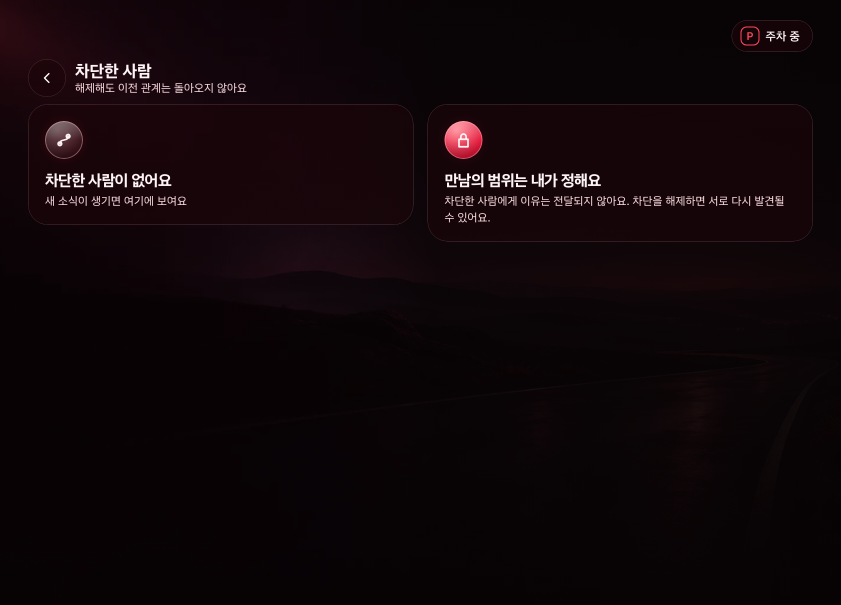 P 주차 중
차단한 사람
해제해도 이전 관계는 돌아오지 않아요
차단한 사람이 없어요
새 소식이 생기면 여기에 보여요
만남의 범위는 내가 정해요
차단한 사람에게 이유는 전달되지 않아요. 차단을 해제하면 서로 다시 발견될
수 있어요.